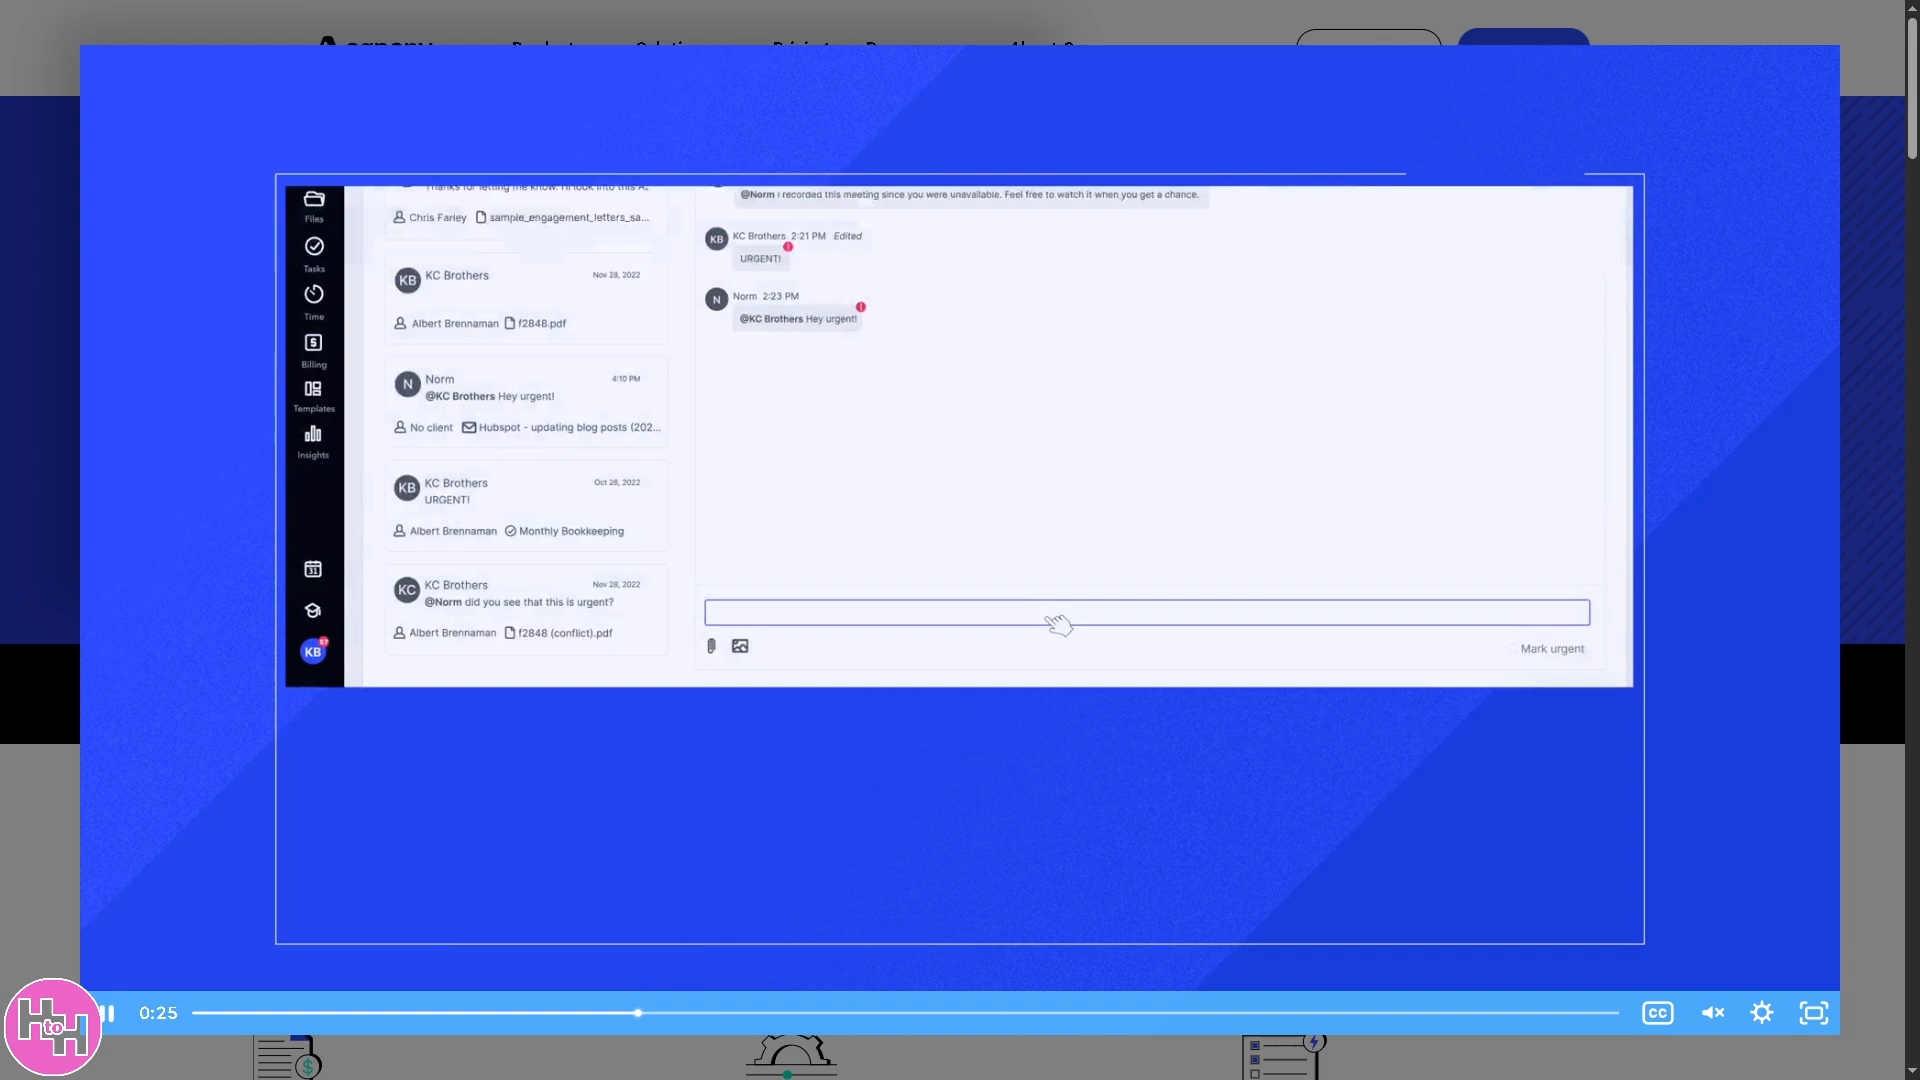 Files
Tasks
Time
Billing
Templates
Insights
31
KB
57
Chris Farley sample_engagement_letters_sa...
KB KC Brothers Nov 28, 2022
Albert Brennaman f2848.pdf
N Norm 4:10 PM
@KC Brothers Hey urgent!
No client Hubspot - updating blog posts (202...
KB KC Brothers Oct 26, 2022
URGENT!
Albert Brennaman Monthly Bookkeeping
KC KC Brothers Nov 28, 2022
@Norm did you see that this is urgent?
Albert Brennaman f2848 (conflict).pdf
@Norm I recorded this meeting since you were unavailable. Feel free to watch it when you get a chance.
KB KC Brothers 2:21 PM Edited
URGENT!
N Norm 2:23 PM
@KC Brothers Hey urgent!
Mark urgent
0:25
CC
H to H